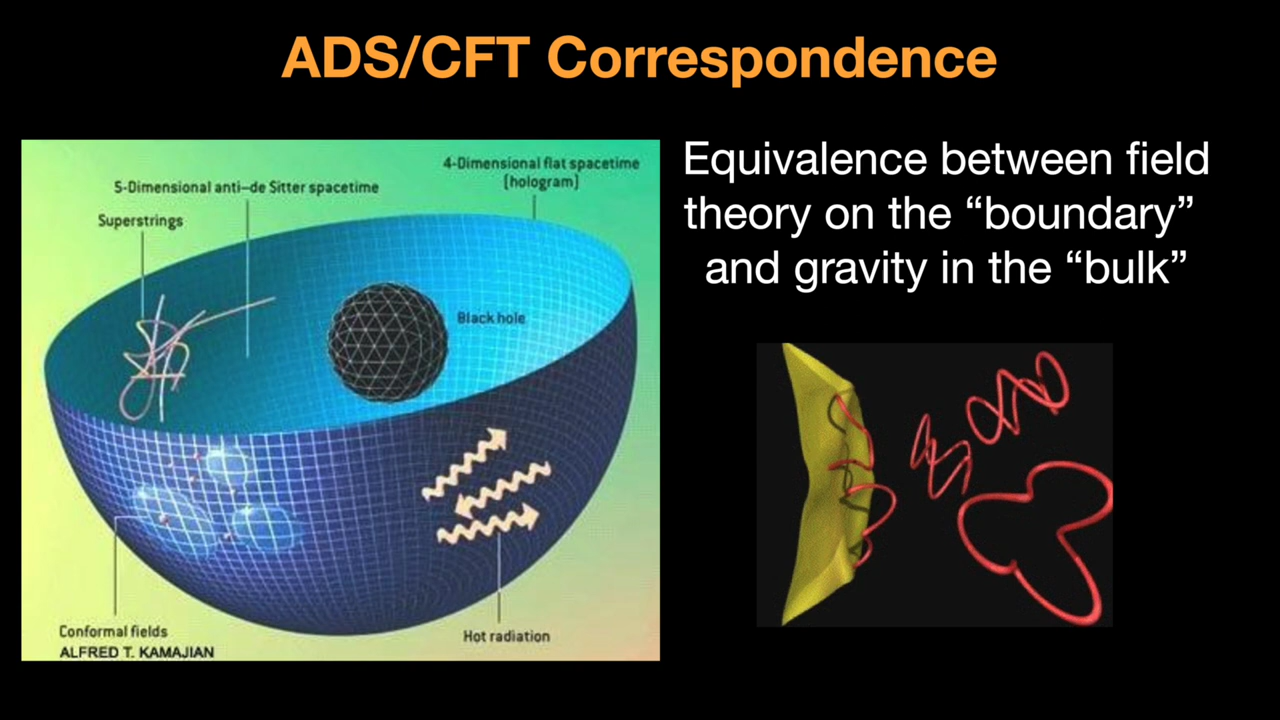 ADS/CFT Correspondence
4-Dimensional flat spacetime
(hologram)
5-Dimensional anti–de Sitter spacetime
Superstrings
Black hole
Conformal fields
ALFRED T. KAMAJIAN
Hot radiation
Equivalence between field
theory on the “boundary”
and gravity in the “bulk”